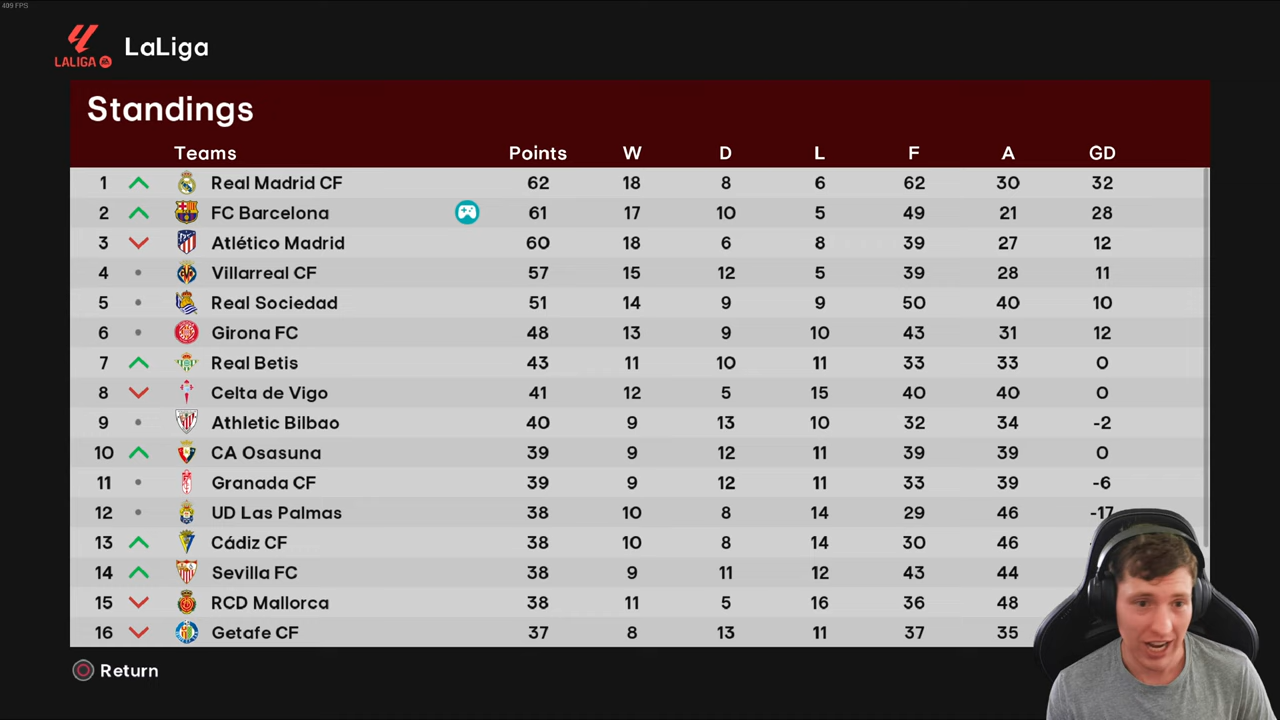 409 FPS
LALIGA EA
LaLiga
Standings
Teams Points W D L F A GD
1 Real Madrid CF 62 18 8 6 62 30 32
2 FC Barcelona 61 17 10 5 49 21 28
3 Atlético Madrid 60 18 6 8 39 27 12
4 Villarreal CF 57 15 12 5 39 28 11
5 Real Sociedad 51 14 9 9 50 40 10
6 Girona FC 48 13 9 10 43 31 12
7 Real Betis 43 11 10 11 33 33 0
8 Celta de Vigo 41 12 5 15 40 40 0
9 Athletic Bilbao 40 9 13 10 32 34 -2
10 CA Osasuna 39 9 12 11 39 39 0
11 Granada CF 39 9 12 11 33 39 -6
12 UD Las Palmas 38 10 8 14 29 46 -17
13 Cádiz CF 38 10 8 14 30 46
14 Sevilla FC 38 9 11 12 43 44
15 RCD Mallorca 38 11 5 16 36 48
16 Getafe CF 37 8 13 11 37 35
Return